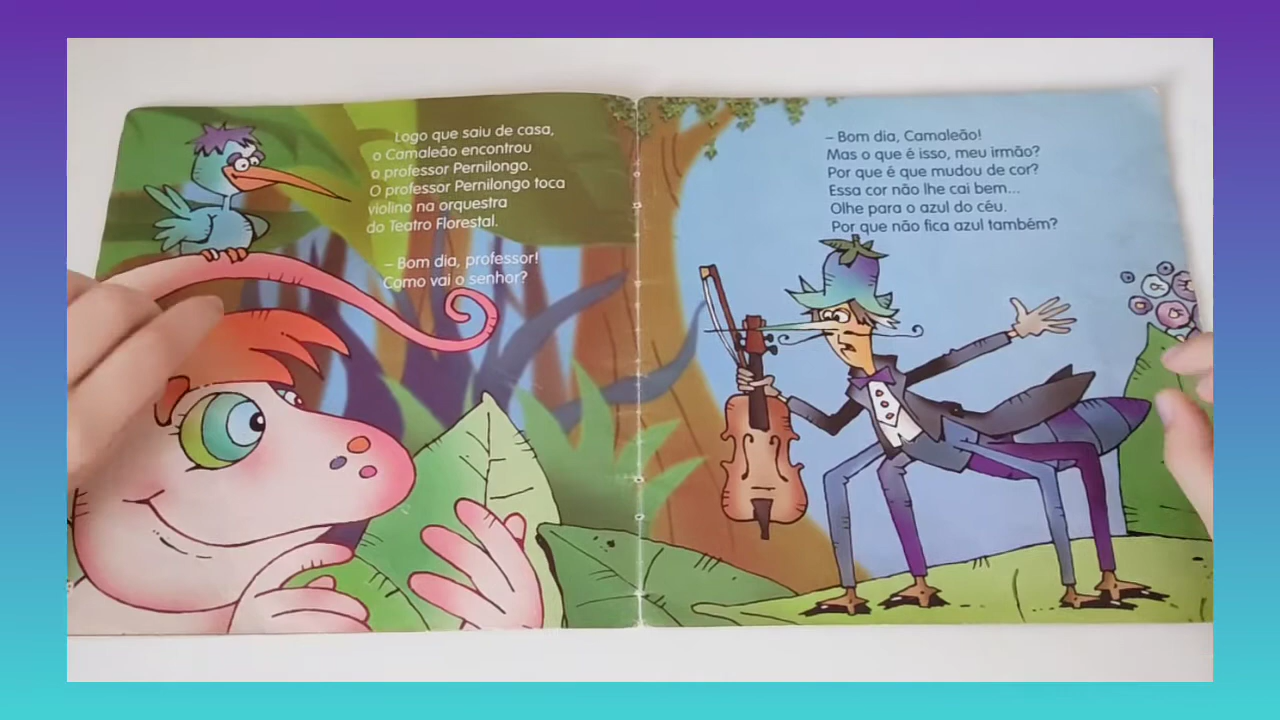 Logo que saiu de casa,
o Camaleão encontrou
o professor Pernilongo.
O professor Pernilongo toca
violino na orquestra
do Teatro Florestal.
– Bom dia, professor!
Como vai o senhor?
– Bom dia, Camaleão!
Mas o que é isso, meu irmão?
Por que é que mudou de cor?
Essa cor não lhe cai bem...
Olhe para o azul do céu.
Por que não fica azul também?